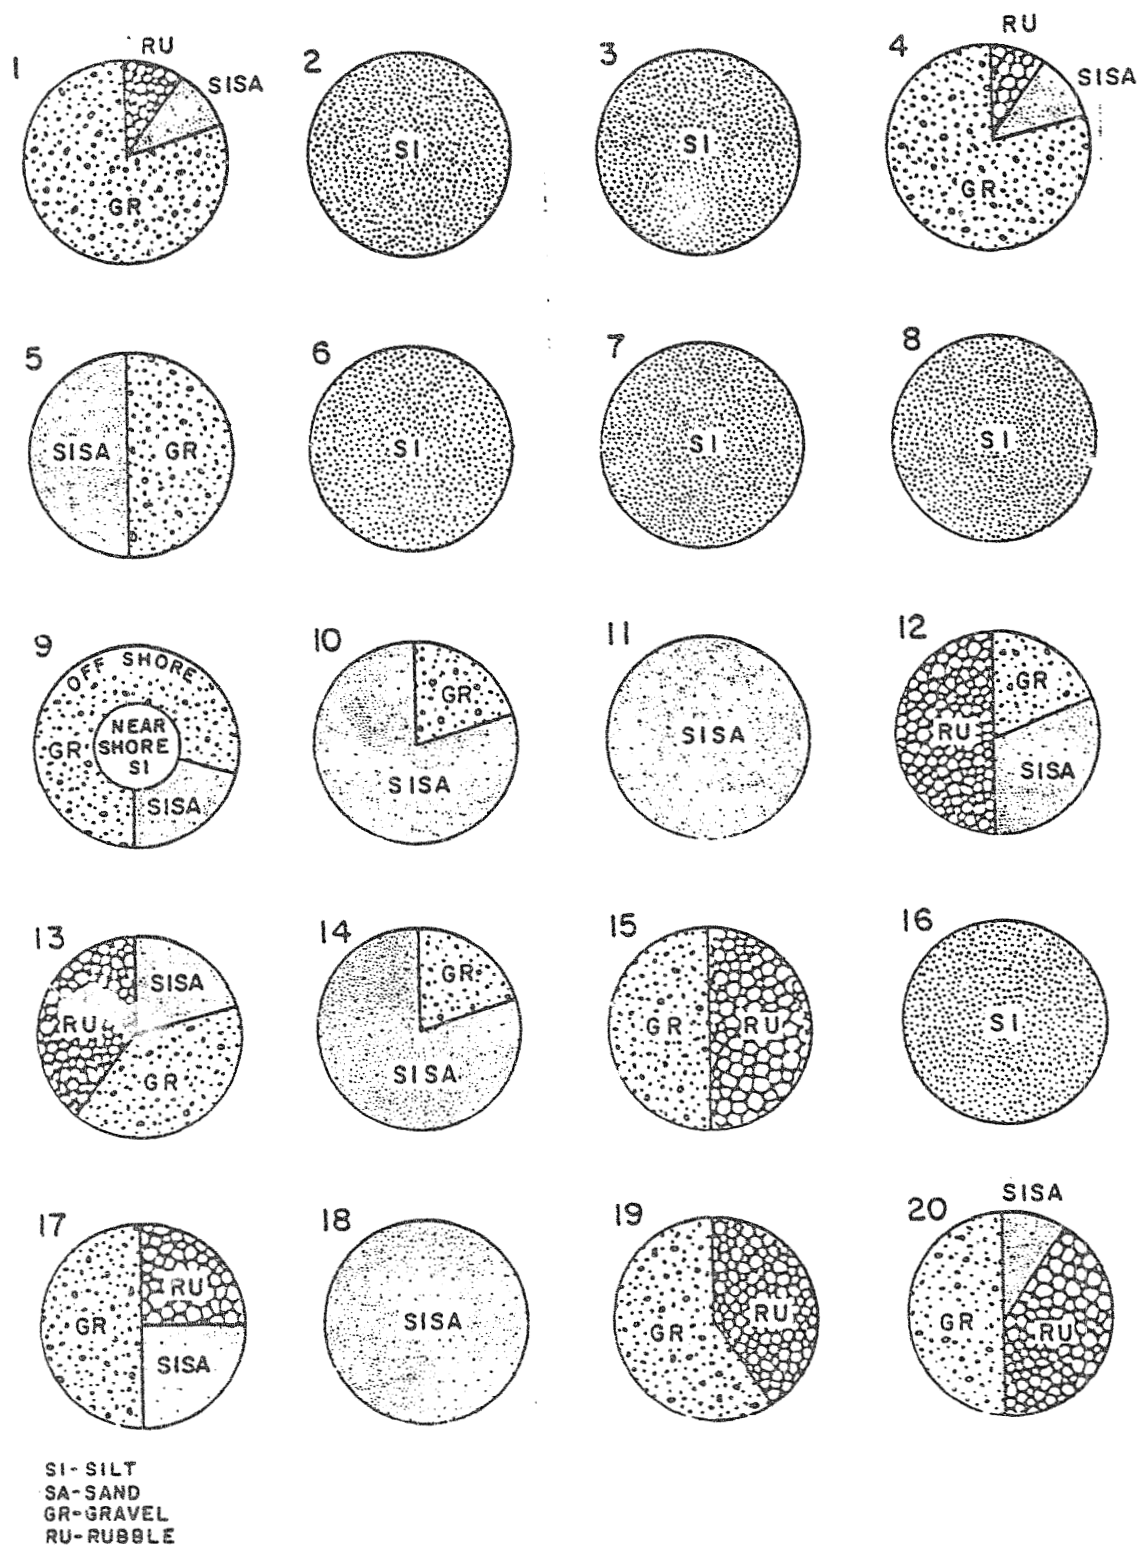 RU
1
SISA
GR
2
SI
3
SI
RU
4
SISA
GR
5
SISA GR
6
SI
7
SI
8
SI
9
OFF SHORE
NEAR
SHORE
SI
GR
SISA
10
GR
SISA
11
SISA
12
GR
RU
SISA
13
SISA
RU
GR
14
GR
SISA
15
GR RU
16
SI
17
RU
GR
SISA
18
SISA
19
RU
GR
SISA
20
GR
RU
SI-SILT
SA-SAND
GR-GRAVEL
RU-RUBBLE